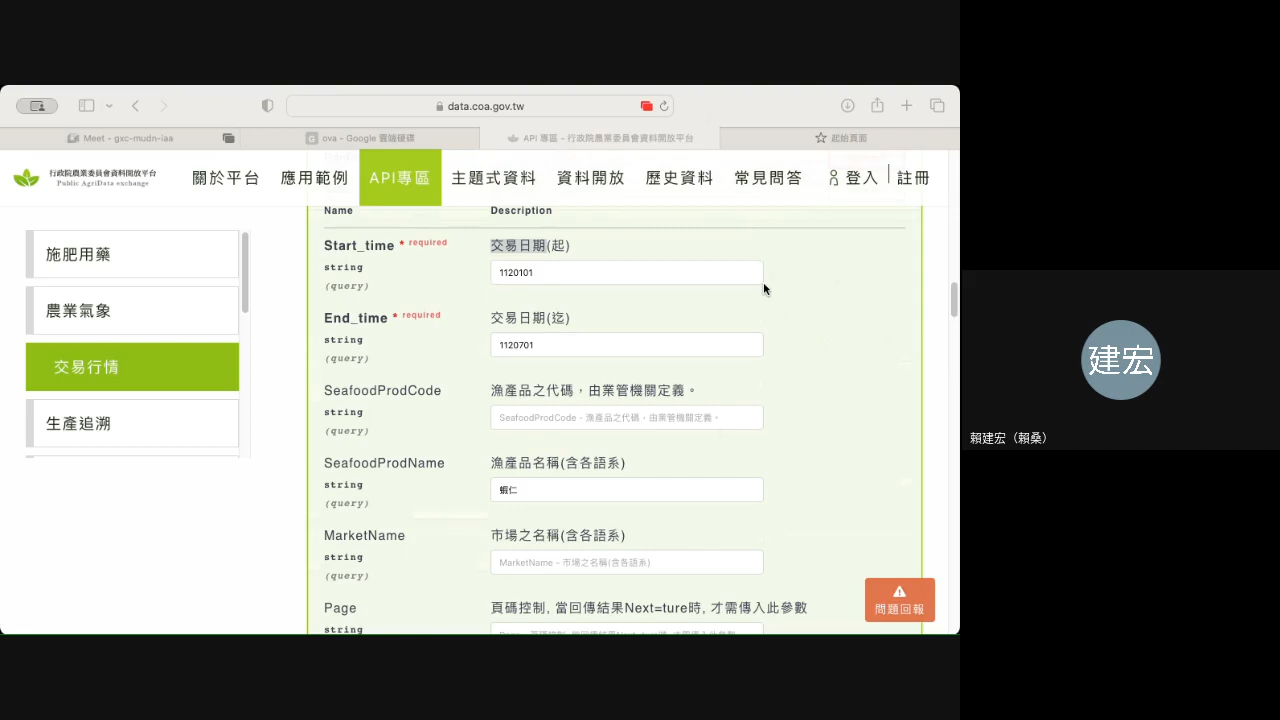 data.coa.gov.tw
Meet - gxc-mudn-iaa
G ova - Google 雲端硬碟
API 專區 - 行政院農業委員會資料開放平台
起始頁面
行政院農業委員會資料開放平台
Public AgriData exchange
關於平台
應用範例
API專區
主題式資料
資料開放
歷史資料
常見問答
登入
註冊
施肥用藥
農業氣象
交易行情
生產追溯
Name Description
Start_time * required 交易日期(起)
string
(query)
1120101
End_time * required 交易日期(迄)
string
(query)
1120701
SeafoodProdCode 漁產品之代碼，由業管機關定義。
string
(query)
SeafoodProdCode - 漁產品之代碼，由業管機關定義。
SeafoodProdName 漁產品名稱(含各語系)
string
(query)
蝦仁
MarketName 市場之名稱(含各語系)
string
(query)
MarketName - 市場之名稱(含各語系)
Page 頁碼控制, 當回傳結果Next=ture時, 才需傳入此參數
string
問題回報
建宏
賴建宏（賴桑）